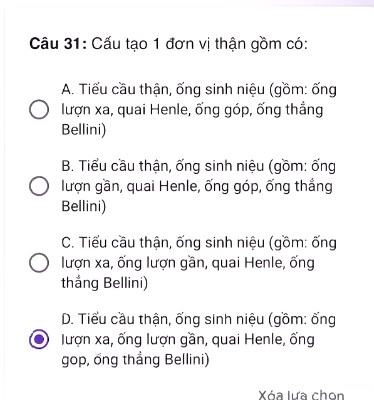 Câu 31: Cấu tạo 1 đơn vị thận gồm có:
A. Tiểu cầu thận, ống sinh niệu (gồm: ống
lượn xa, quai Henle, ống góp, ống thẳng
Bellini)
B. Tiểu cầu thận, ống sinh niệu (gồm: ống
lượn gần, quai Henle, ống góp, ống thẳng
Bellini)
C. Tiểu cầu thận, ống sinh niệu (gồm: ống
lượn xa, ống lượn gần, quai Henle, ống
thẳng Bellini)
D. Tiểu cầu thận, ống sinh niệu (gồm: ống
lượn xa, ống lượn gần, quai Henle, ống
gop, ống thẳng Bellini)
Xóa lựa chọn